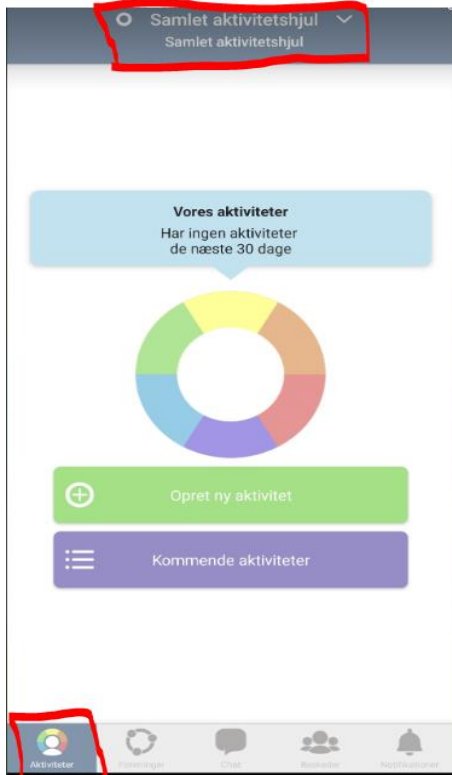 Samlet aktivitetshjul
Samlet aktivitetshjul
Vores aktiviteter
Har ingen aktiviteter
de næste 30 dage
Opret ny aktivitet
Kommende aktiviteter
Aktiviteter
Foreninger
Chat
Beskeder
Notifikationer